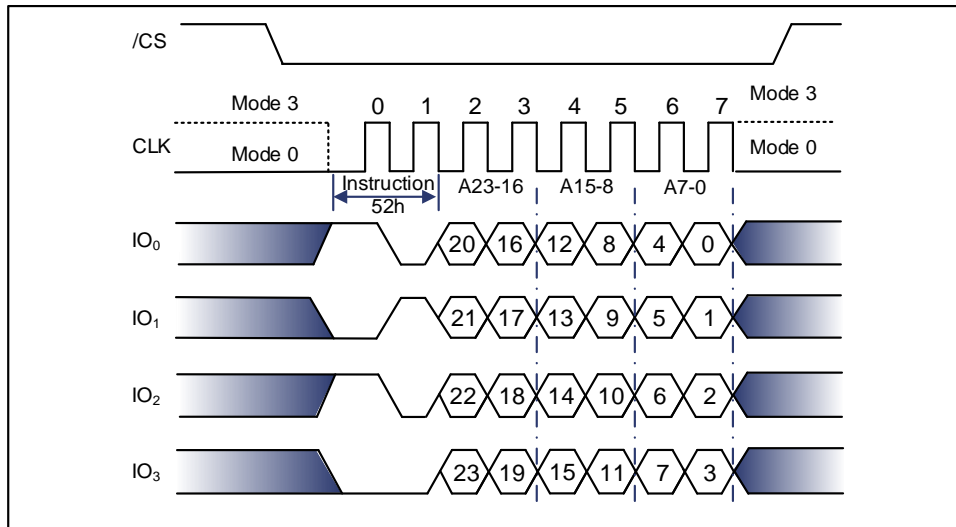 /CS
Mode 3
0 1 2 3 4 5 6 7
Mode 3
CLK
Mode 0
Mode 0
Instruction
52h
A23-16
A15-8
A7-0
IO0
20 16 12 8 4 0
IO1
21 17 13 9 5 1
IO2
22 18 14 10 6 2
IO3
23 19 15 11 7 3